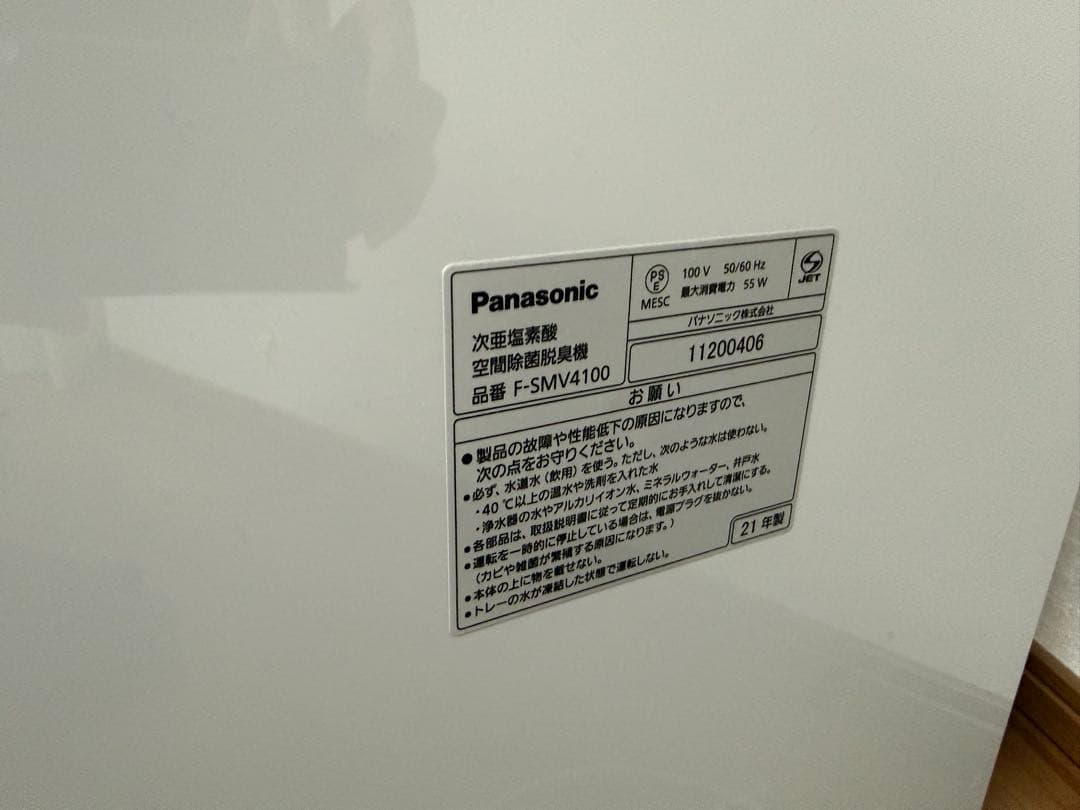 Panasonic
次亜塩素酸
空間除菌脱臭機
品番 F-SMV4100
PS
E
MESC
100 V 50/60 Hz
最大消費電力 55 W
JET
パナソニック株式会社
11200406
お願い
●製品の故障や性能低下の原因になりますので、
次の点をお守りください。
●必ず、水道水(飲用)を使う。ただし、次のような水は使わない。
・40 ℃以上の温水や洗剤を入れた水
・浄水器の水やアルカリイオン水、ミネラルウォーター、井戸水
●各部品は、取扱説明書に従って定期的にお手入れして清潔にする。
●運転を一時的に停止している場合は、電源プラグを抜かない。
(カビや雑菌が繁殖する原因になります。)
●本体の上に物を載せない。
●トレーの水が凍結した状態で運転しない。
21 年製